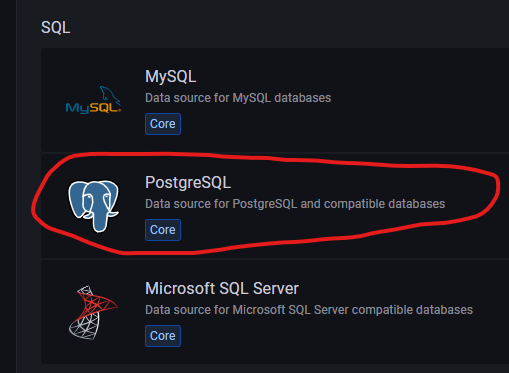 SQL
MySQL
MySQL
Data source for MySQL databases
Core
PostgreSQL
Data source for PostgreSQL and compatible databases
Core
Microsoft SQL Server
Data source for Microsoft SQL Server compatible databases
Core